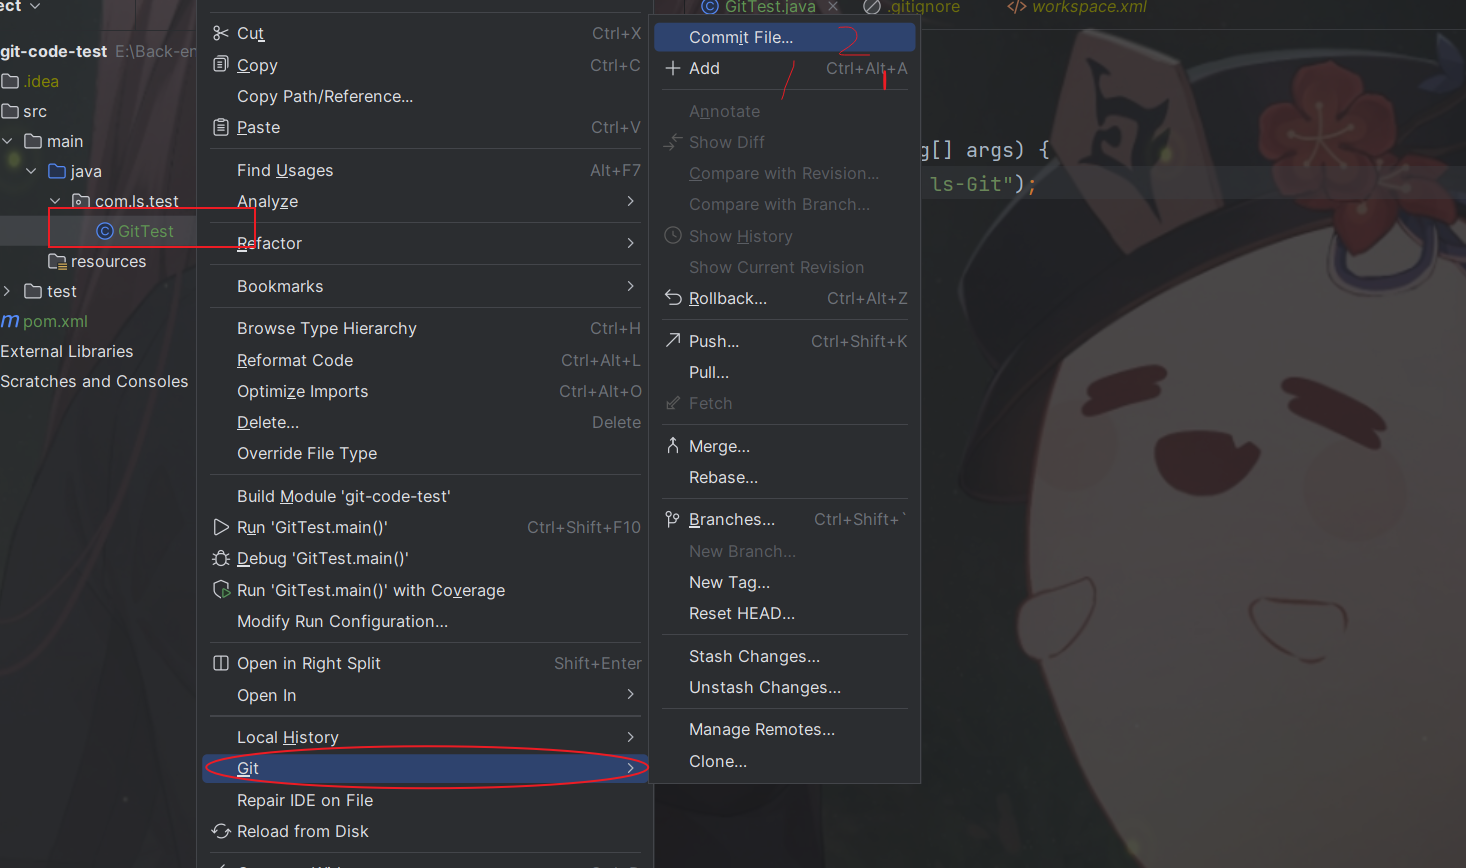 ect
git-code-test E:\Back-en
.idea
src
main
java
com.ls.test
GitTest
resources
test
pom.xml
External Libraries
Scratches and Consoles
Cut Ctrl+X
Copy Ctrl+C
Copy Path/Reference...
Paste Ctrl+V
Find Usages Alt+F7
Analyze
Refactor
Bookmarks
Browse Type Hierarchy Ctrl+H
Reformat Code Ctrl+Alt+L
Optimize Imports Ctrl+Alt+O
Delete... Delete
Override File Type
Build Module 'git-code-test'
Run 'GitTest.main()' Ctrl+Shift+F10
Debug 'GitTest.main()'
Run 'GitTest.main()' with Coverage
Modify Run Configuration...
Open in Right Split Shift+Enter
Open In
Local History
Git
Repair IDE on File
Reload from Disk
Commit File... 2
Add Ctrl+Alt+A
1
Annotate
Show Diff
Compare with Revision...
Compare with Branch...
Show History
Show Current Revision
Rollback... Ctrl+Alt+Z
Push... Ctrl+Shift+K
Pull...
Fetch
Merge...
Rebase...
Branches... Ctrl+Shift+`
New Branch...
New Tag...
Reset HEAD...
Stash Changes...
Unstash Changes...
Manage Remotes...
Clone...
GitTest.java
.gitignore
workspace.xml
g[] args) {
ls-Git");